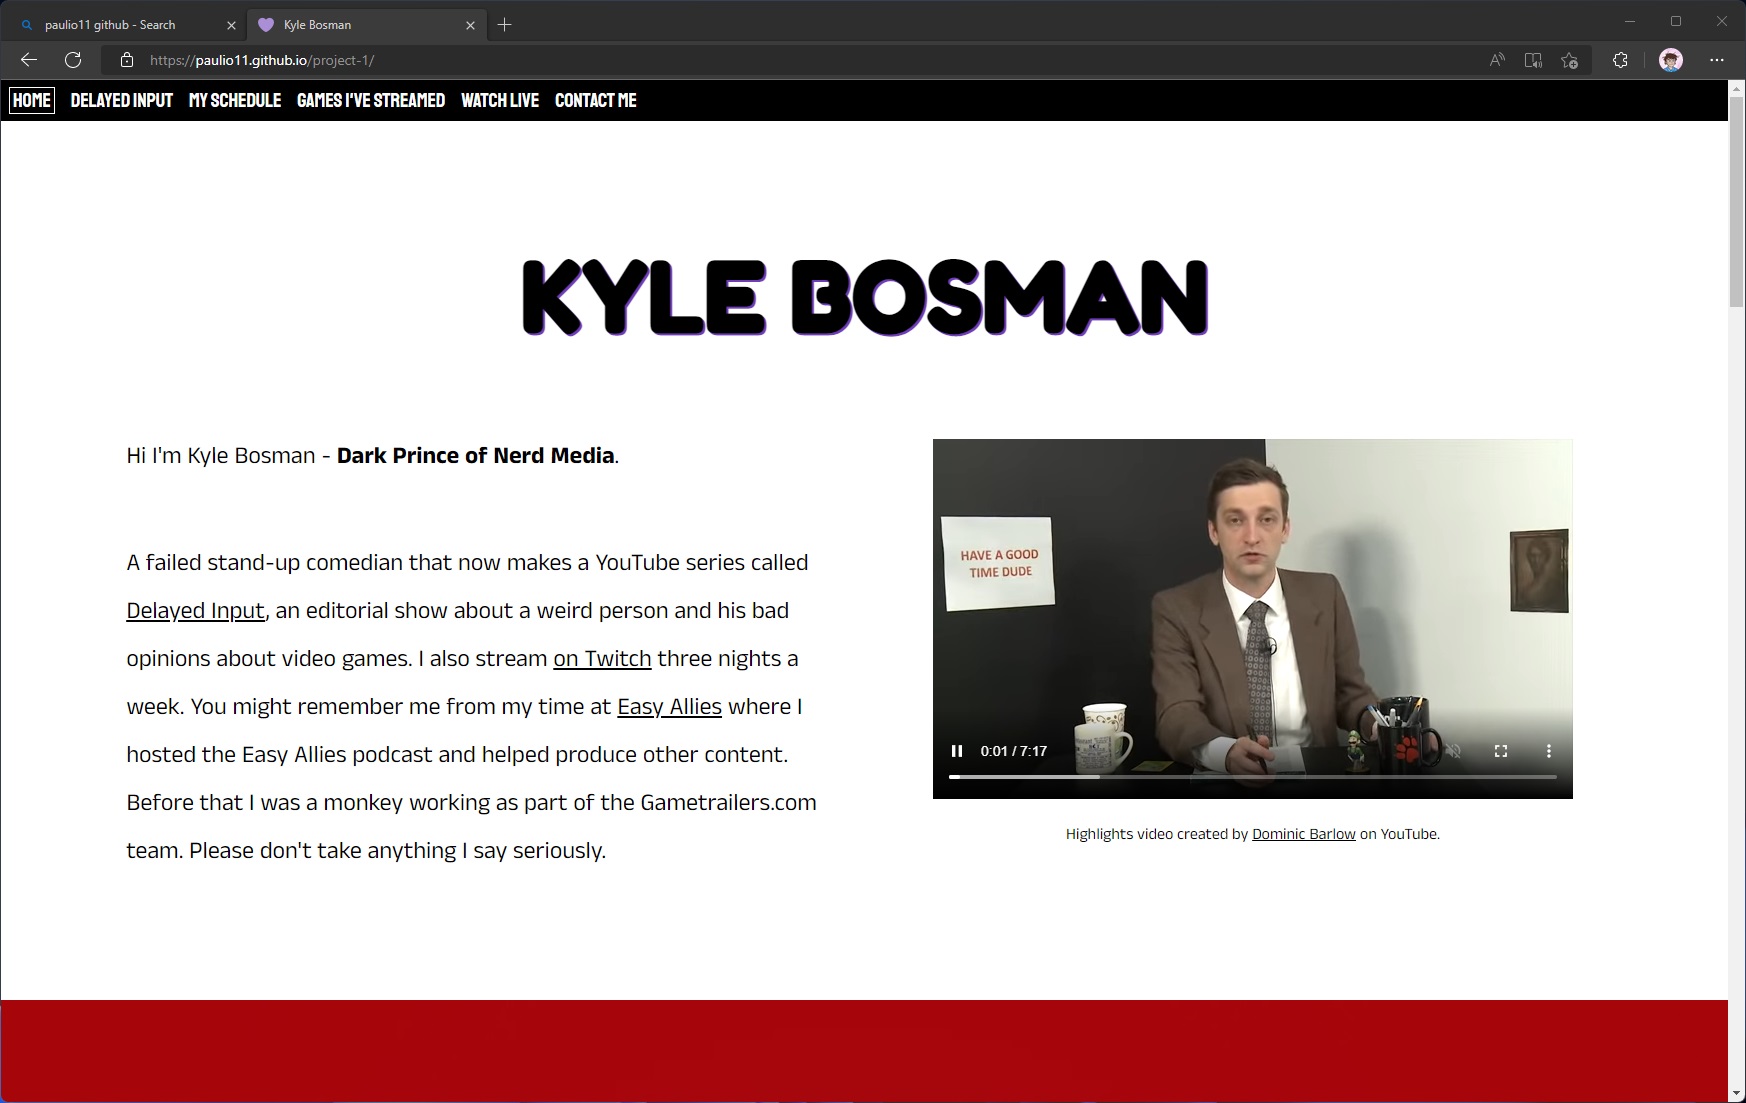 paulio11 github - Search
Kyle Bosman
https://paulio11.github.io/project-1/
HOME DELAYED INPUT MY SCHEDULE GAMES I'VE STREAMED WATCH LIVE CONTACT ME
KYLE BOSMAN
Hi I'm Kyle Bosman - Dark Prince of Nerd Media.
A failed stand-up comedian that now makes a YouTube series called
Delayed Input, an editorial show about a weird person and his bad
opinions about video games. I also stream on Twitch three nights a
week. You might remember me from my time at Easy Allies where I
hosted the Easy Allies podcast and helped produce other content.
Before that I was a monkey working as part of the Gametrailers.com
team. Please don't take anything I say seriously.
HAVE A GOOD
TIME DUDE
0:01 / 7:17
Highlights video created by Dominic Barlow on YouTube.